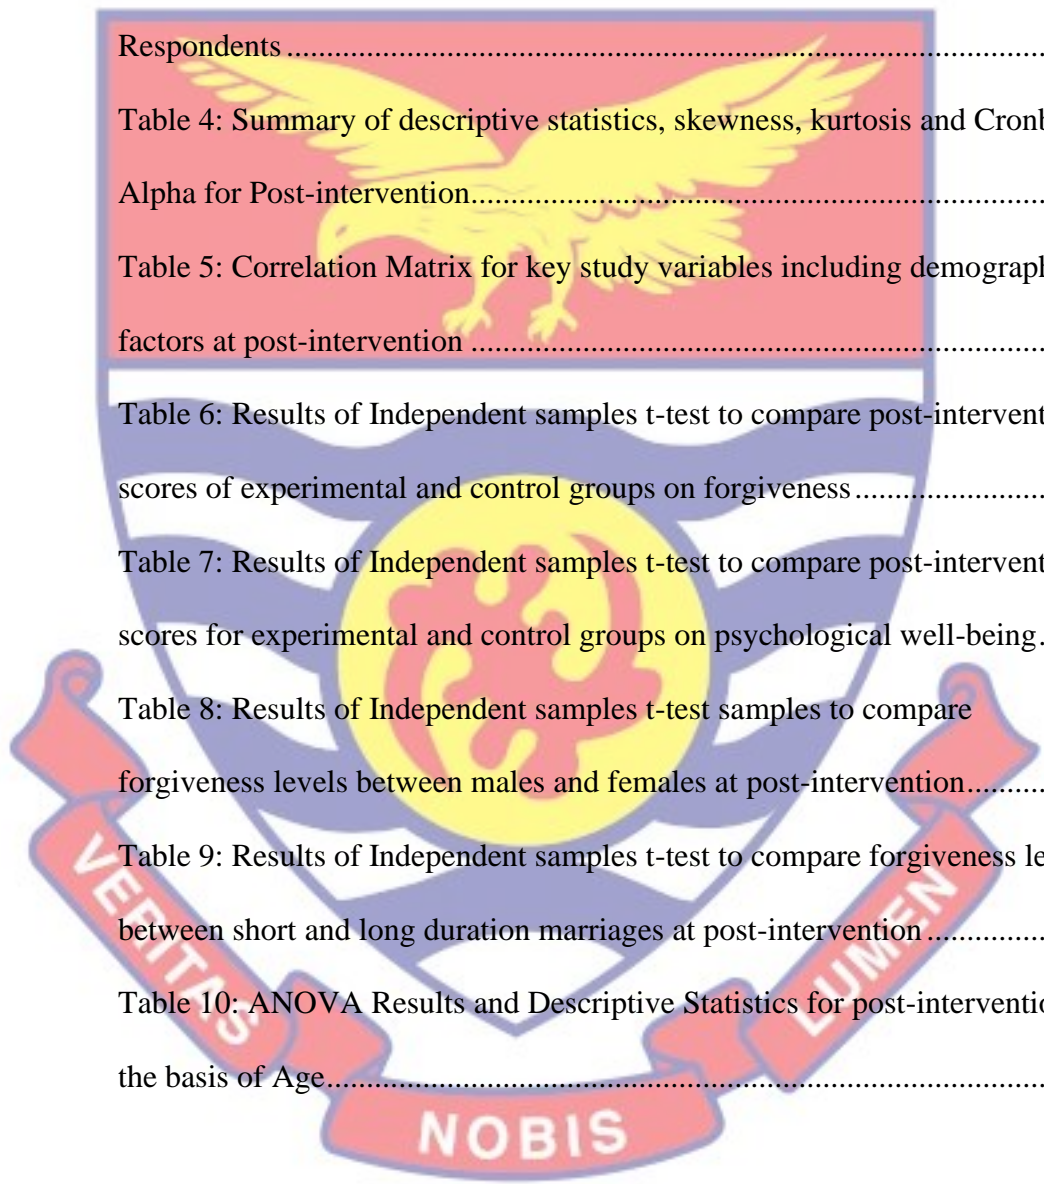 Respondents ........................................................................................
Table 4: Summary of descriptive statistics, skewness, kurtosis and Cronb
Alpha for Post-intervention.................................................................
Table 5: Correlation Matrix for key study variables including demograph
factors at post-intervention .................................................................
Table 6: Results of Independent samples t-test to compare post-intervent
scores of experimental and control groups on forgiveness ......................
Table 7: Results of Independent samples t-test to compare post-intervent
scores for experimental and control groups on psychological well-being.
Table 8: Results of Independent samples t-test samples to compare
forgiveness levels between males and females at post-intervention..........
Table 9: Results of Independent samples t-test to compare forgiveness le
between short and long duration marriages at post-intervention ..............
Table 10: ANOVA Results and Descriptive Statistics for post-interventio
the basis of Age...................................................................................
VERITAS
NOBIS
LUMEN